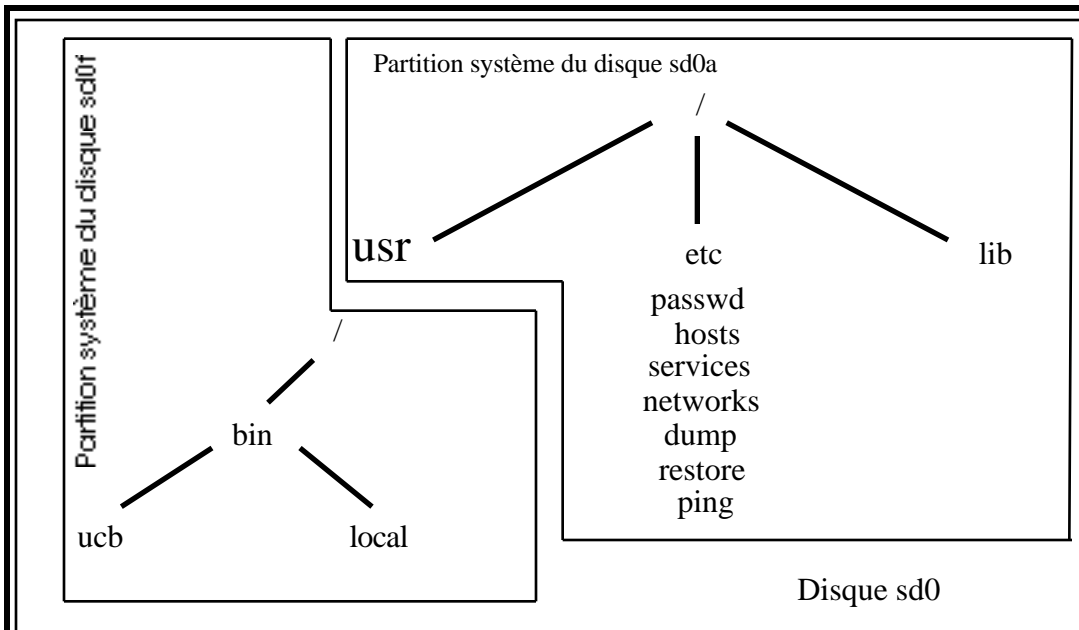 Partition système du disque sd0f
Partition système du disque sd0a
/
usr
etc
lib
passwd
hosts
services
networks
dump
restore
ping
/
bin
ucb
local
Disque sd0